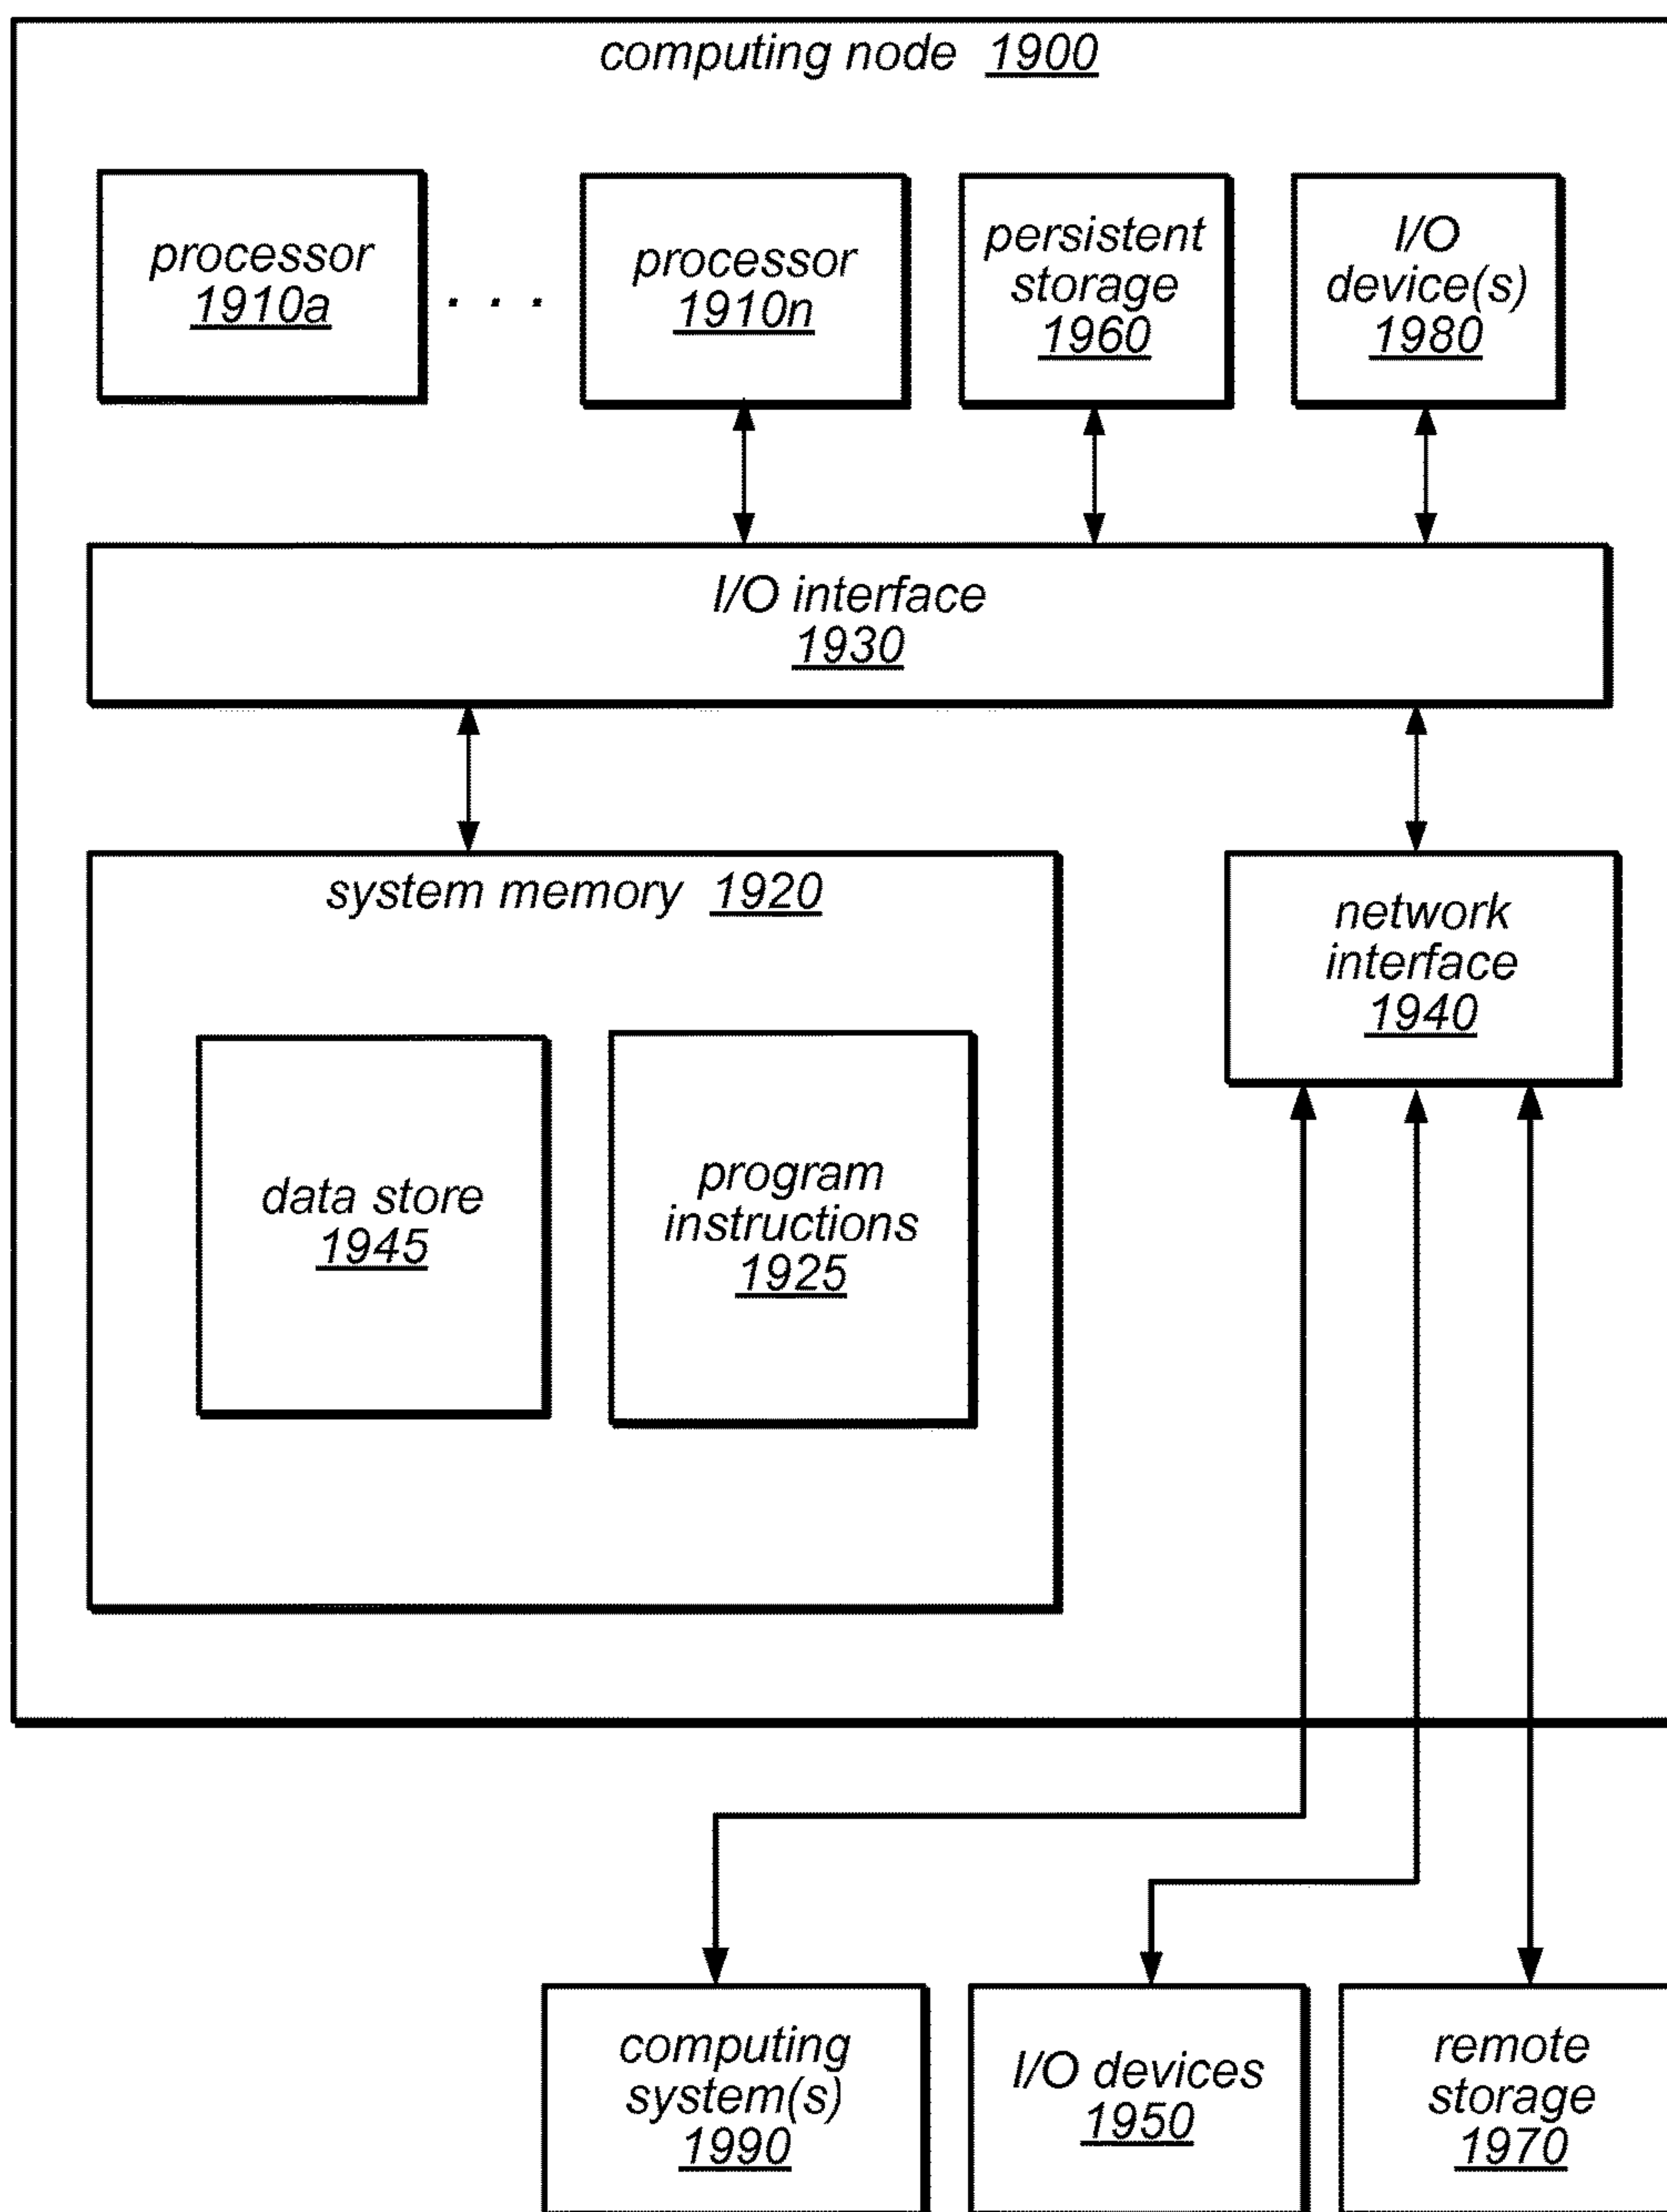 computing node 1900
processor
1910a
. . .
processor
1910n
persistent
storage
1960
I/O
device(s)
1980
I/O interface
1930
system memory 1920
data store
1945
program
instructions
1925
network
interface
1940
computing
system(s)
1990
I/O devices
1950
remote
storage
1970